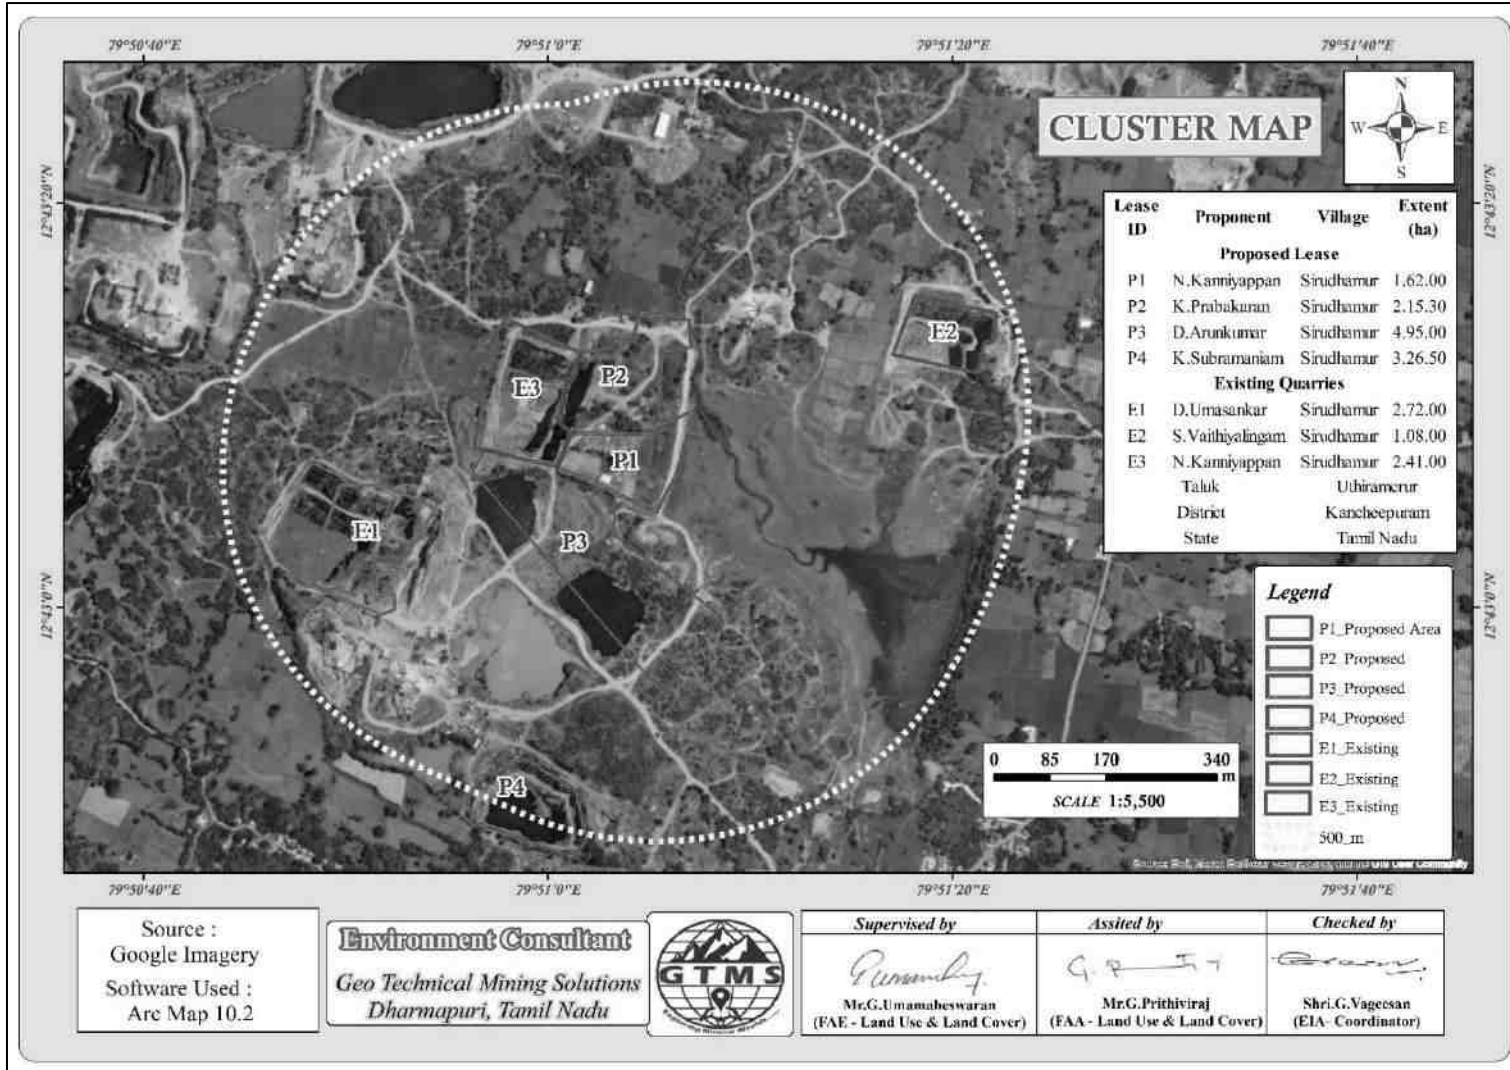 79°50'40"E 79°51'0"E 79°51'20"E 79°51'40"E
CLUSTER MAP
N
W E
S
12°43'20"N
12°43'20"N
12°43'0"N
12°43'0"N
Lease ID Proponent Village Extent (ha)
Proposed Lease
P1 N.Kanniyappan Sirudhamur 1.62.00
P2 K.Prabakaran Sirudhamur 2.15.30
P3 D.Arunkumar Sirudhamur 4.95.00
P4 K.Subramaniam Sirudhamur 3.26.50
Existing Quarries
E1 D.Umasankar Sirudhamur 2.72.00
E2 S.Vaithiyalingam Sirudhamur 1.08.00
E3 N.Kanniyappan Sirudhamur 2.41.00
Taluk Uthiramerur
District Kancheepuram
State Tamil Nadu
E2
E3
P2
P1
E1
P3
P4
Legend
P1_Proposed Area
P2_Proposed
P3_Proposed
P4_Proposed
E1_Existing
E2_Existing
E3_Existing
500_m
0 85 170 340
m
SCALE 1:5,500
79°50'40"E 79°51'0"E 79°51'20"E 79°51'40"E
Source :
Google Imagery
Software Used :
Arc Map 10.2
Environment Consultant
Geo Technical Mining Solutions
Dharmapuri, Tamil Nadu
GTMS
Supervised by Assited by Checked by
Mr.G.Umamaheswaran Mr.G.Prithiviraj Shri.G.Vageesan
(FAE - Land Use & Land Cover) (FAA - Land Use & Land Cover) (EIA- Coordinator)